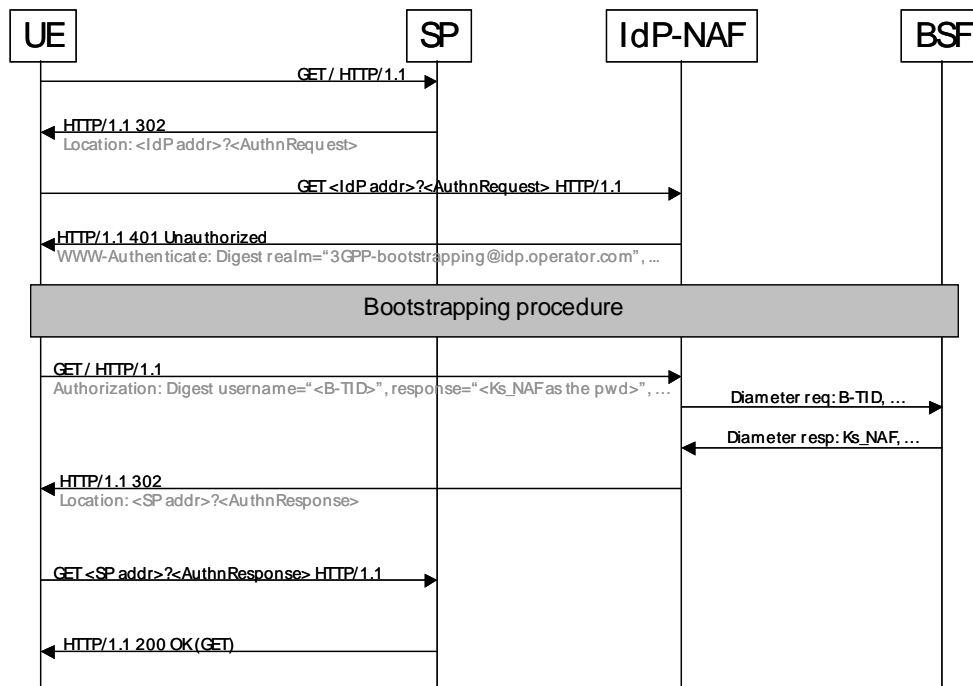 UE
SP
IdP-NAF
BSF
GET / HTTP/1.1
HTTP/1.1 302
Location: <IdP addr>?<AuthnRequest>
GET <IdP addr>?<AuthnRequest> HTTP/1.1
HTTP/1.1 401 Unauthorized
WWW-Authenticate: Digest realm=“3GPP-bootstrapping@idp.operator.com”, ...
Bootstrapping procedure
GET / HTTP/1.1
Authorization: Digest username=“<B-TID>”, response=“<Ks_NAF as the pwd>”, …
Diameter req: B-TID, …
Diameter resp: Ks_NAF, …
HTTP/1.1 302
Location: <SP addr>?<AuthnResponse>
GET <SP addr>?<AuthnResponse> HTTP/1.1
HTTP/1.1 200 OK (GET)